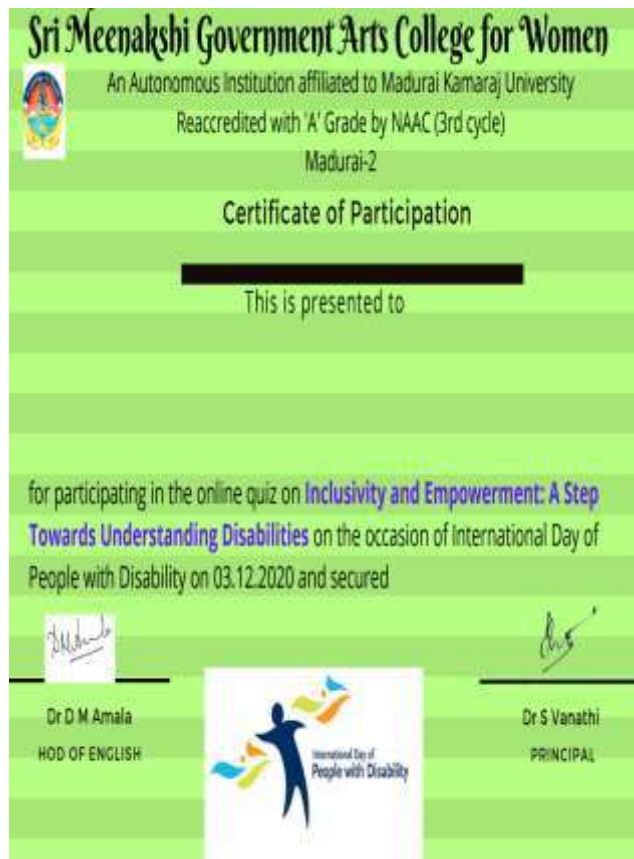 Sri Meenakshi Government Arts College for Women
An Autonomous Institution affiliated to Madurai Kamaraj University
Reaccredited with 'A' Grade by NAAC (3rd cycle)
Madurai-2
Certificate of Participation
This is presented to
for participating in the online quiz on Inclusivity and Empowerment: A Step
Towards Understanding Disabilities on the occasion of International Day of
People with Disability on 03.12.2020 and secured
Dr D M Amala
HOD OF ENGLISH
International Day of
People with Disability
Dr S Vanathi
PRINCIPAL